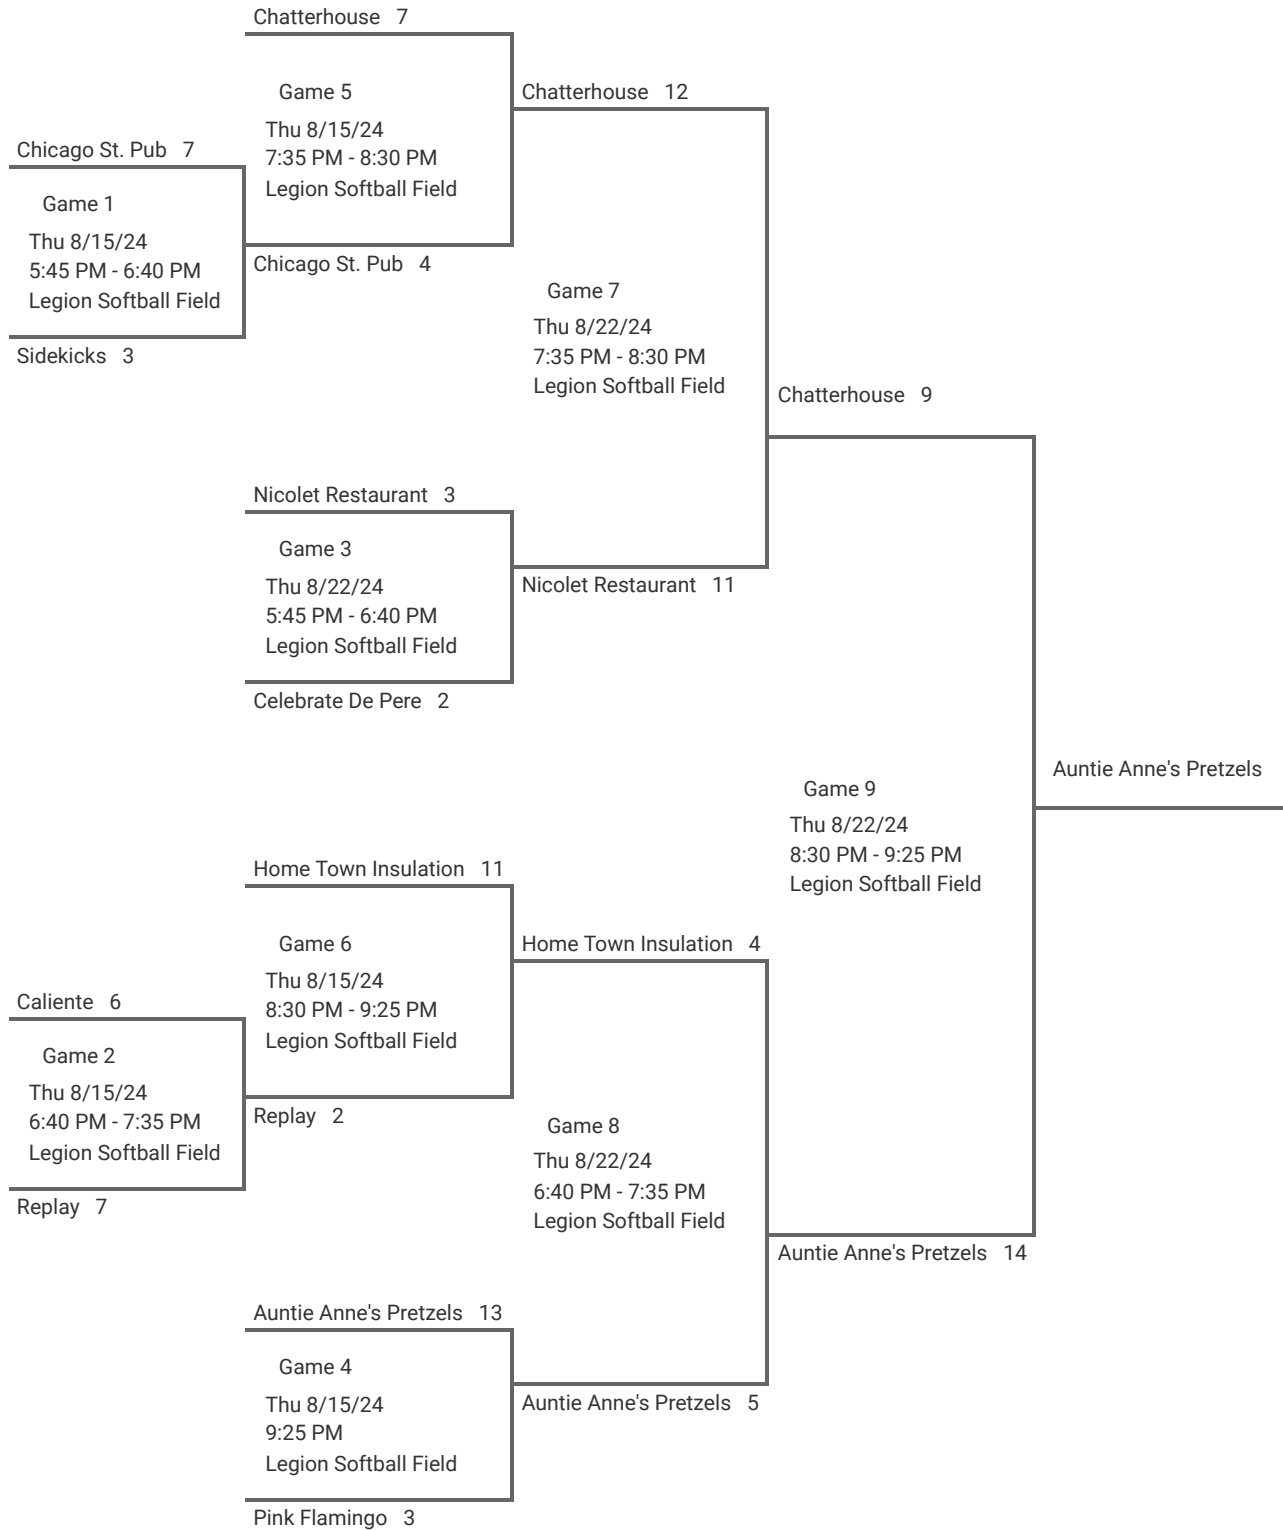 Chatterhouse 7
Game 5
Thu 8/15/24
7:35 PM - 8:30 PM
Legion Softball Field
Chatterhouse 12
Chicago St. Pub 7
Game 1
Thu 8/15/24
5:45 PM - 6:40 PM
Legion Softball Field
Sidekicks 3
Chicago St. Pub 4
Game 7
Thu 8/22/24
7:35 PM - 8:30 PM
Legion Softball Field
Chatterhouse 9
Nicolet Restaurant 3
Game 3
Thu 8/22/24
5:45 PM - 6:40 PM
Legion Softball Field
Celebrate De Pere 2
Nicolet Restaurant 11
Auntie Anne's Pretzels
Game 9
Thu 8/22/24
8:30 PM - 9:25 PM
Legion Softball Field
Home Town Insulation 11
Game 6
Thu 8/15/24
8:30 PM - 9:25 PM
Legion Softball Field
Home Town Insulation 4
Caliente 6
Game 2
Thu 8/15/24
6:40 PM - 7:35 PM
Legion Softball Field
Replay 7
Replay 2
Game 8
Thu 8/22/24
6:40 PM - 7:35 PM
Legion Softball Field
Auntie Anne's Pretzels 14
Auntie Anne's Pretzels 13
Game 4
Thu 8/15/24
9:25 PM
Legion Softball Field
Pink Flamingo 3
Auntie Anne's Pretzels 5